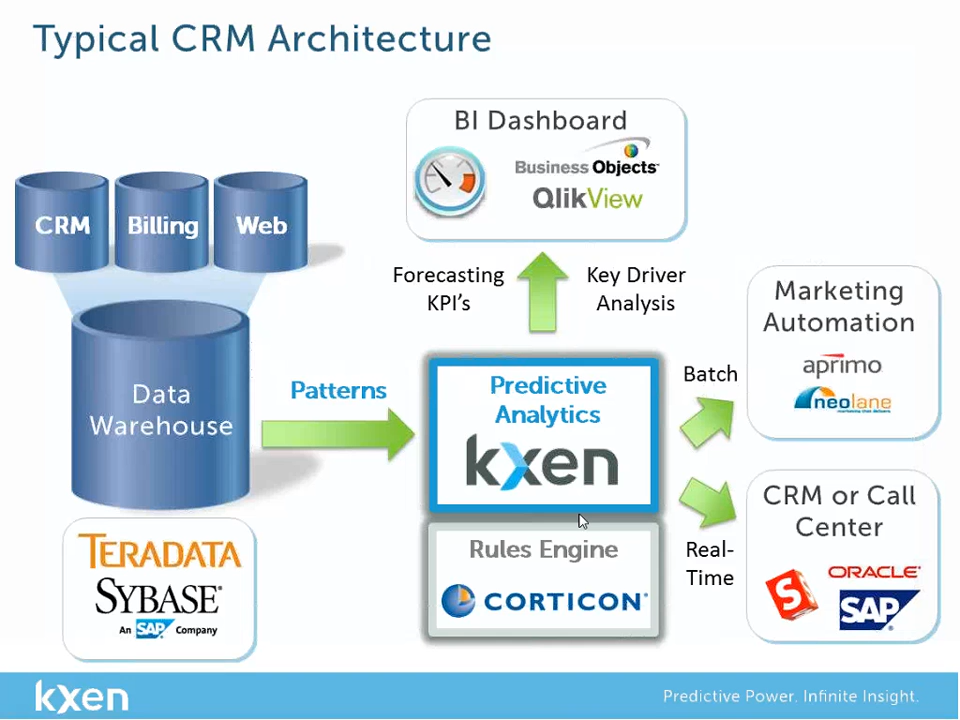 Typical CRM Architecture
BI Dashboard
Business Objects
QlikView
CRM
Billing
Web
Forecasting
KPI's
Key Driver
Analysis
Data
Warehouse
Patterns
Predictive
Analytics
kxen
Batch
Marketing
Automation
aprimo
neolane
TERADATA
SYBASE®
An SAP Company
Rules Engine
CORTICON
Real-
Time
CRM or Call
Center
S
ORACLE
SAP
kxen
Predictive Power. Infinite Insight.